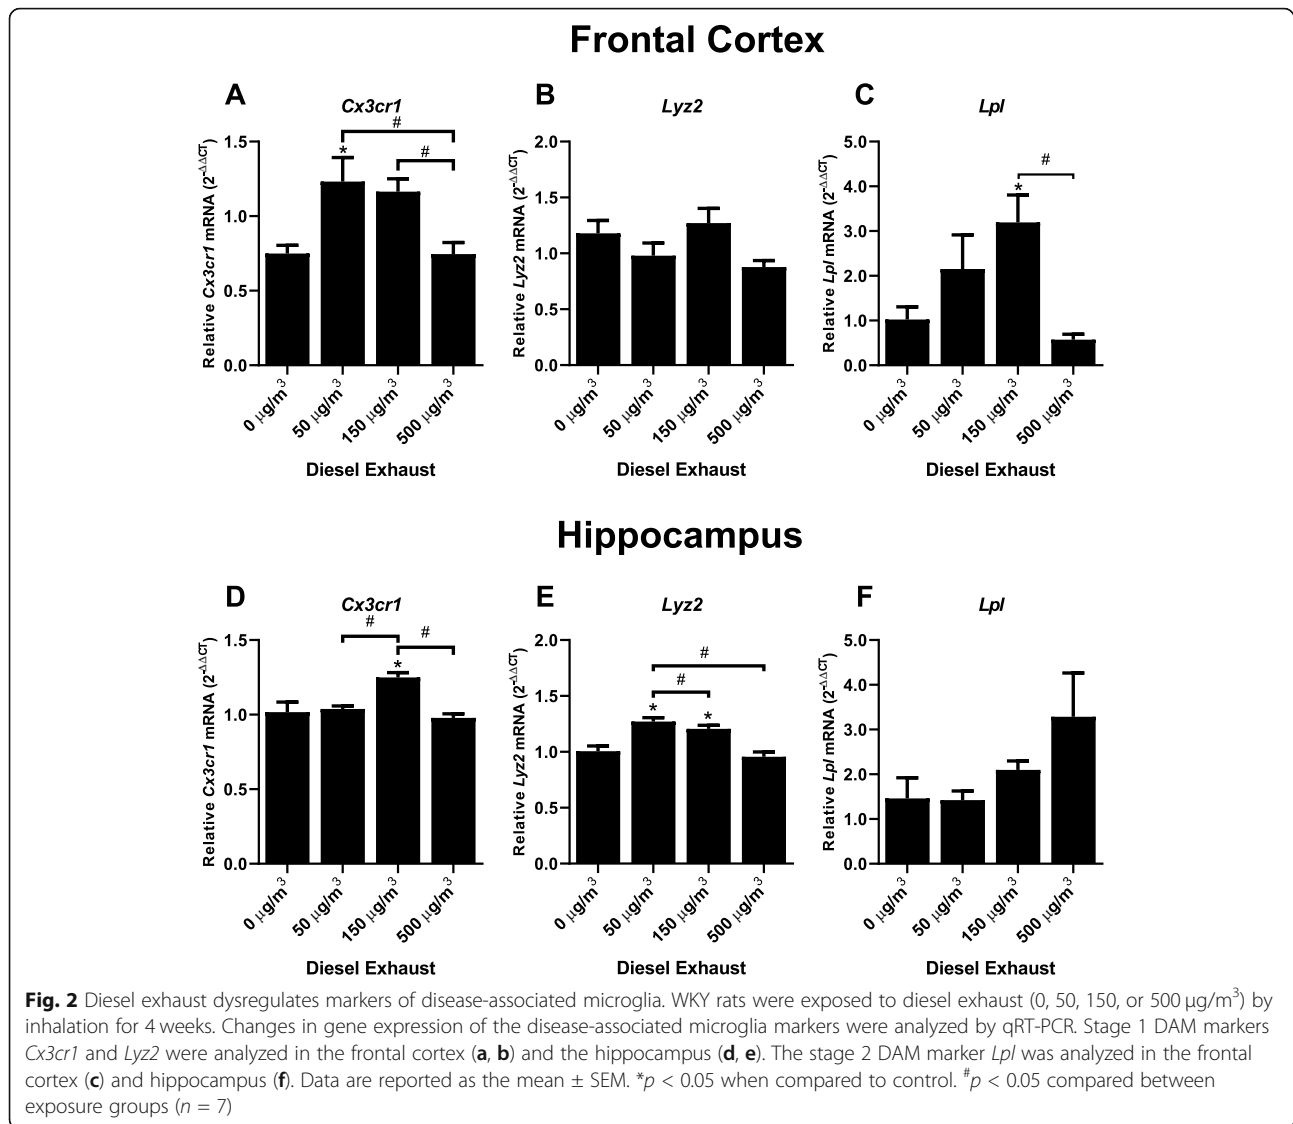 Frontal Cortex
A
Cx3cr1
#
#
*
Relative Cx3cr1 mRNA (2-ΔΔCT)
1.5
1.0
0.5
0.0
0 µg/m3
50 µg/m3
150 µg/m3
500 µg/m3
Diesel Exhaust
B
Lyz2
Relative Lyz2 mRNA (2-ΔΔCT)
2.0
1.5
1.0
0.5
0.0
0 µg/m3
50 µg/m3
150 µg/m3
500 µg/m3
Diesel Exhaust
C
Lpl
#
*
Relative Lpl mRNA (2-ΔΔCT)
5.0
4.0
3.0
2.0
1.0
0.0
0 µg/m3
50 µg/m3
150 µg/m3
500 µg/m3
Diesel Exhaust
Hippocampus
D
Cx3cr1
#
#
*
Relative Cx3cr1 mRNA (2-ΔΔCT)
1.5
1.0
0.5
0.0
0 µg/m3
50 µg/m3
150 µg/m3
500 µg/m3
Diesel Exhaust
E
Lyz2
#
#
*
*
Relative Lyz2 mRNA (2-ΔΔCT)
2.0
1.5
1.0
0.5
0.0
0 µg/m3
50 µg/m3
150 µg/m3
500 µg/m3
Diesel Exhaust
F
Lpl
Relative Lpl mRNA (2-ΔΔCT)
5.0
4.0
3.0
2.0
1.0
0.0
0 µg/m3
50 µg/m3
150 µg/m3
500 µg/m3
Diesel Exhaust
Fig. 2 Diesel exhaust dysregulates markers of disease-associated microglia. WKY rats were exposed to diesel exhaust (0, 50, 150, or 500 µg/m3) by
inhalation for 4 weeks. Changes in gene expression of the disease-associated microglia markers were analyzed by qRT-PCR. Stage 1 DAM markers
Cx3cr1 and Lyz2 were analyzed in the frontal cortex (a, b) and the hippocampus (d, e). The stage 2 DAM marker Lpl was analyzed in the frontal
cortex (c) and hippocampus (f). Data are reported as the mean ± SEM. *p < 0.05 when compared to control. #p < 0.05 compared between
exposure groups (n = 7)